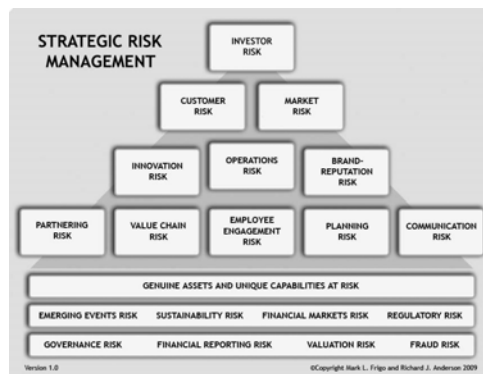 STRATEGIC RISK
MANAGEMENT
INVESTOR
RISK
CUSTOMER
RISK
MARKET
RISK
INNOVATION
RISK
OPERATIONS
RISK
BRAND-
REPUTATION
RISK
PARTNERING
RISK
VALUE CHAIN
RISK
EMPLOYEE
ENGAGEMENT
RISK
PLANNING
RISK
COMMUNICATION
RISK
GENUINE ASSETS AND UNIQUE CAPABILITIES AT RISK
EMERGING EVENTS RISK SUSTAINABILITY RISK FINANCIAL MARKETS RISK REGULATORY RISK
GOVERNANCE RISK FINANCIAL REPORTING RISK VALUATION RISK FRAUD RISK
Version 1.0 ©Copyright Mark L. Frigo and Richard J. Anderson 2009